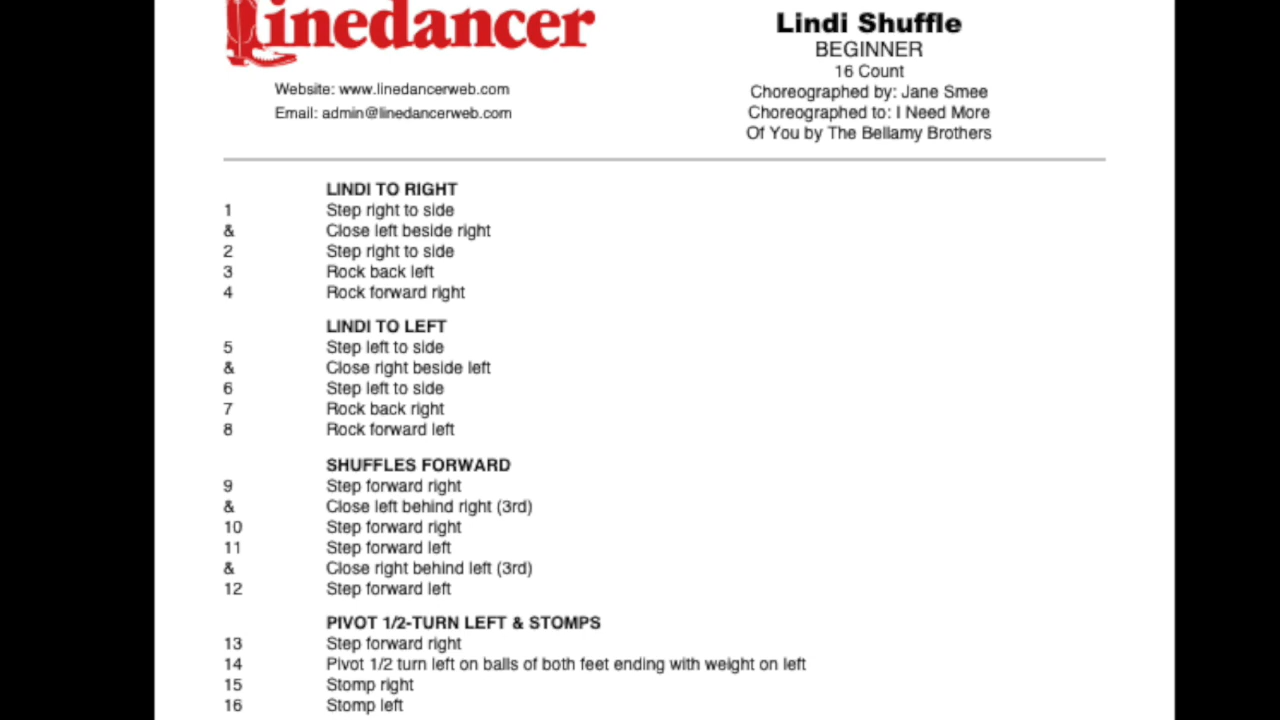 Linedancer
Website: www.linedancerweb.com
Email: admin@linedancerweb.com
Lindi Shuffle
BEGINNER
16 Count
Choreographed by: Jane Smee
Choreographed to: I Need More
Of You by The Bellamy Brothers
LINDI TO RIGHT
1 Step right to side
& Close left beside right
2 Step right to side
3 Rock back left
4 Rock forward right
LINDI TO LEFT
5 Step left to side
& Close right beside left
6 Step left to side
7 Rock back right
8 Rock forward left
SHUFFLES FORWARD
9 Step forward right
& Close left behind right (3rd)
10 Step forward right
11 Step forward left
& Close right behind left (3rd)
12 Step forward left
PIVOT 1/2-TURN LEFT & STOMPS
13 Step forward right
14 Pivot 1/2 turn left on balls of both feet ending with weight on left
15 Stomp right
16 Stomp left